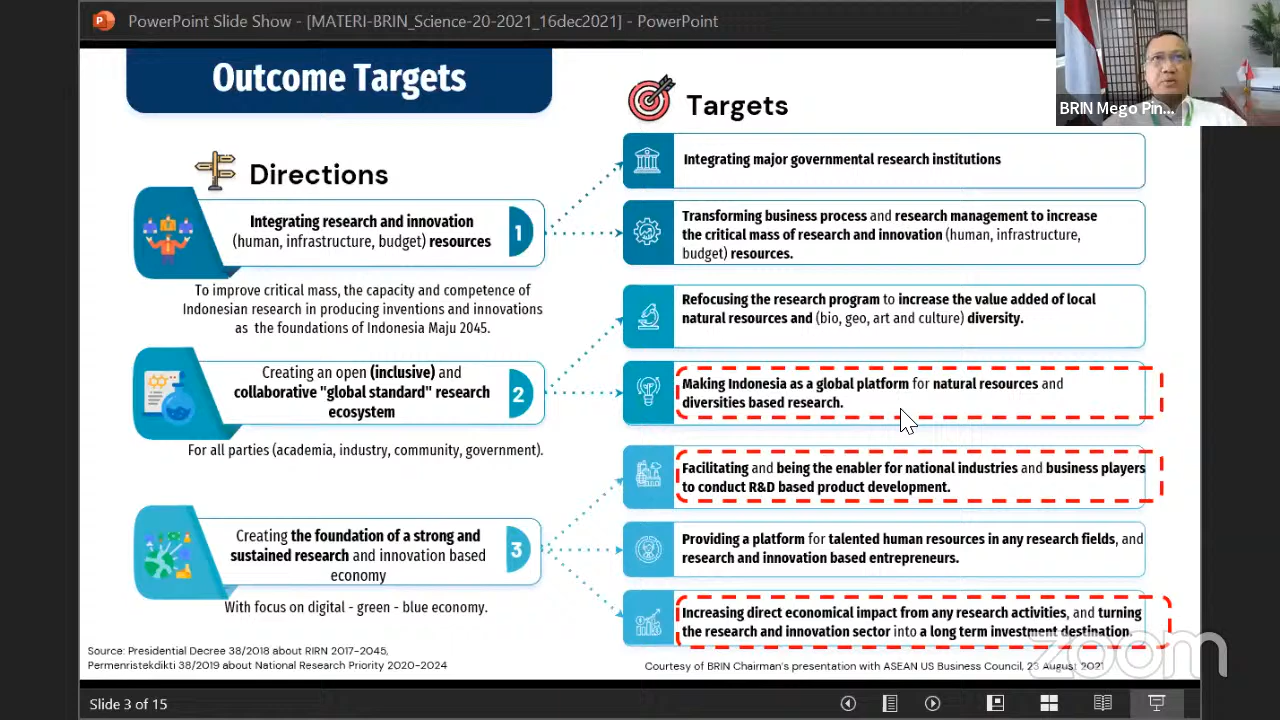 PowerPoint Slide Show - [MATERI-BRIN_Science-20-2021_16dec2021] - PowerPoint
BRIN Mego Pin...
Outcome Targets
Directions
Integrating research and innovation
(human, infrastructure, budget) resources
1
To improve critical mass, the capacity and competence of
Indonesian research in producing inventions and innovations
as the foundations of Indonesia Maju 2045.
Creating an open (inclusive) and
collaborative "global standard" research
ecosystem
2
For all parties (academia, industry, community, government).
Creating the foundation of a strong and
sustained research and innovation based
economy
3
With focus on digital - green - blue economy.
Targets
Integrating major governmental research institutions
Transforming business process and research management to increase
the critical mass of research and innovation (human, infrastructure,
budget) resources.
Refocusing the research program to increase the value added of local
natural resources and (bio, geo, art and culture) diversity.
Making Indonesia as a global platform for natural resources and
diversities based research.
Facilitating and being the enabler for national industries and business players
to conduct R&D based product development.
Providing a platform for talented human resources in any research fields, and
research and innovation based entrepreneurs.
Increasing direct economical impact from any research activities, and turning
the research and innovation sector into a long term investment destination.
Source: Presidential Decree 38/2018 about RIRN 2017-2045,
Permenristekdikti 38/2019 about National Research Priority 2020-2024
Courtesy of BRIN Chairman's presentation with ASEAN US Business Council, 23 August 2021
zoom
Slide 3 of 15